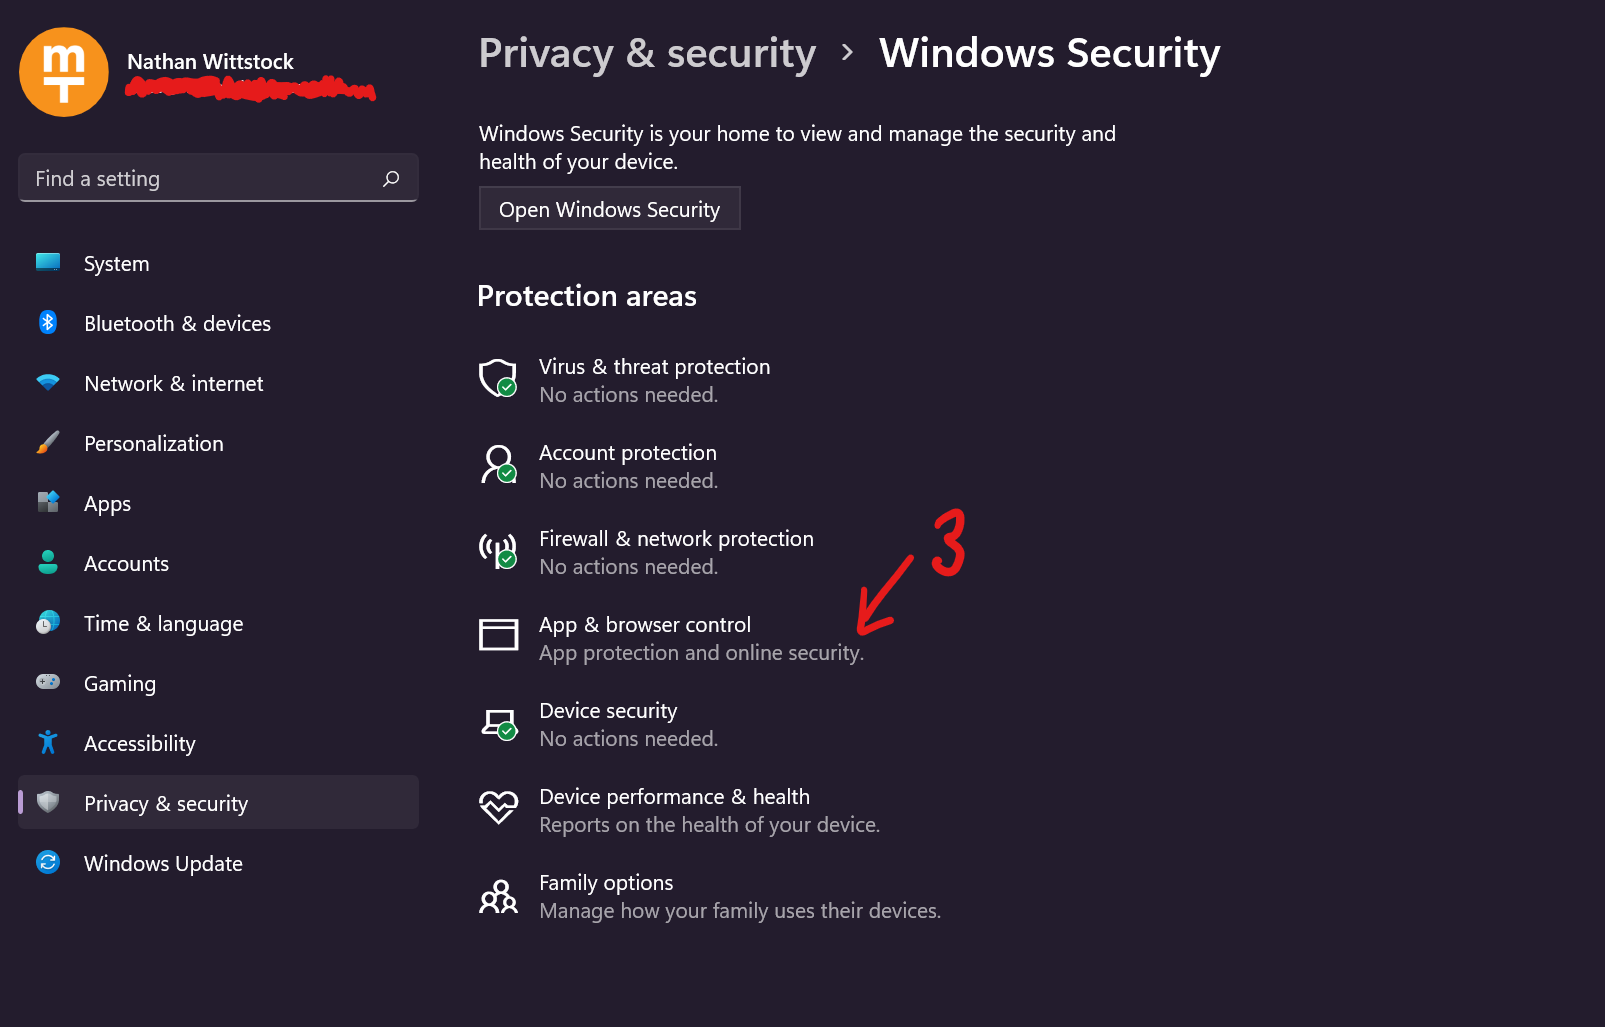 mT
Nathan Wittstock
Find a setting
System
Bluetooth & devices
Network & internet
Personalization
Apps
Accounts
Time & language
Gaming
Accessibility
Privacy & security
Windows Update
Privacy & security > Windows Security
Windows Security is your home to view and manage the security and
health of your device.
Open Windows Security
Protection areas
Virus & threat protection
No actions needed.
Account protection
No actions needed.
Firewall & network protection
No actions needed.
3
App & browser control
App protection and online security.
Device security
No actions needed.
Device performance & health
Reports on the health of your device.
Family options
Manage how your family uses their devices.